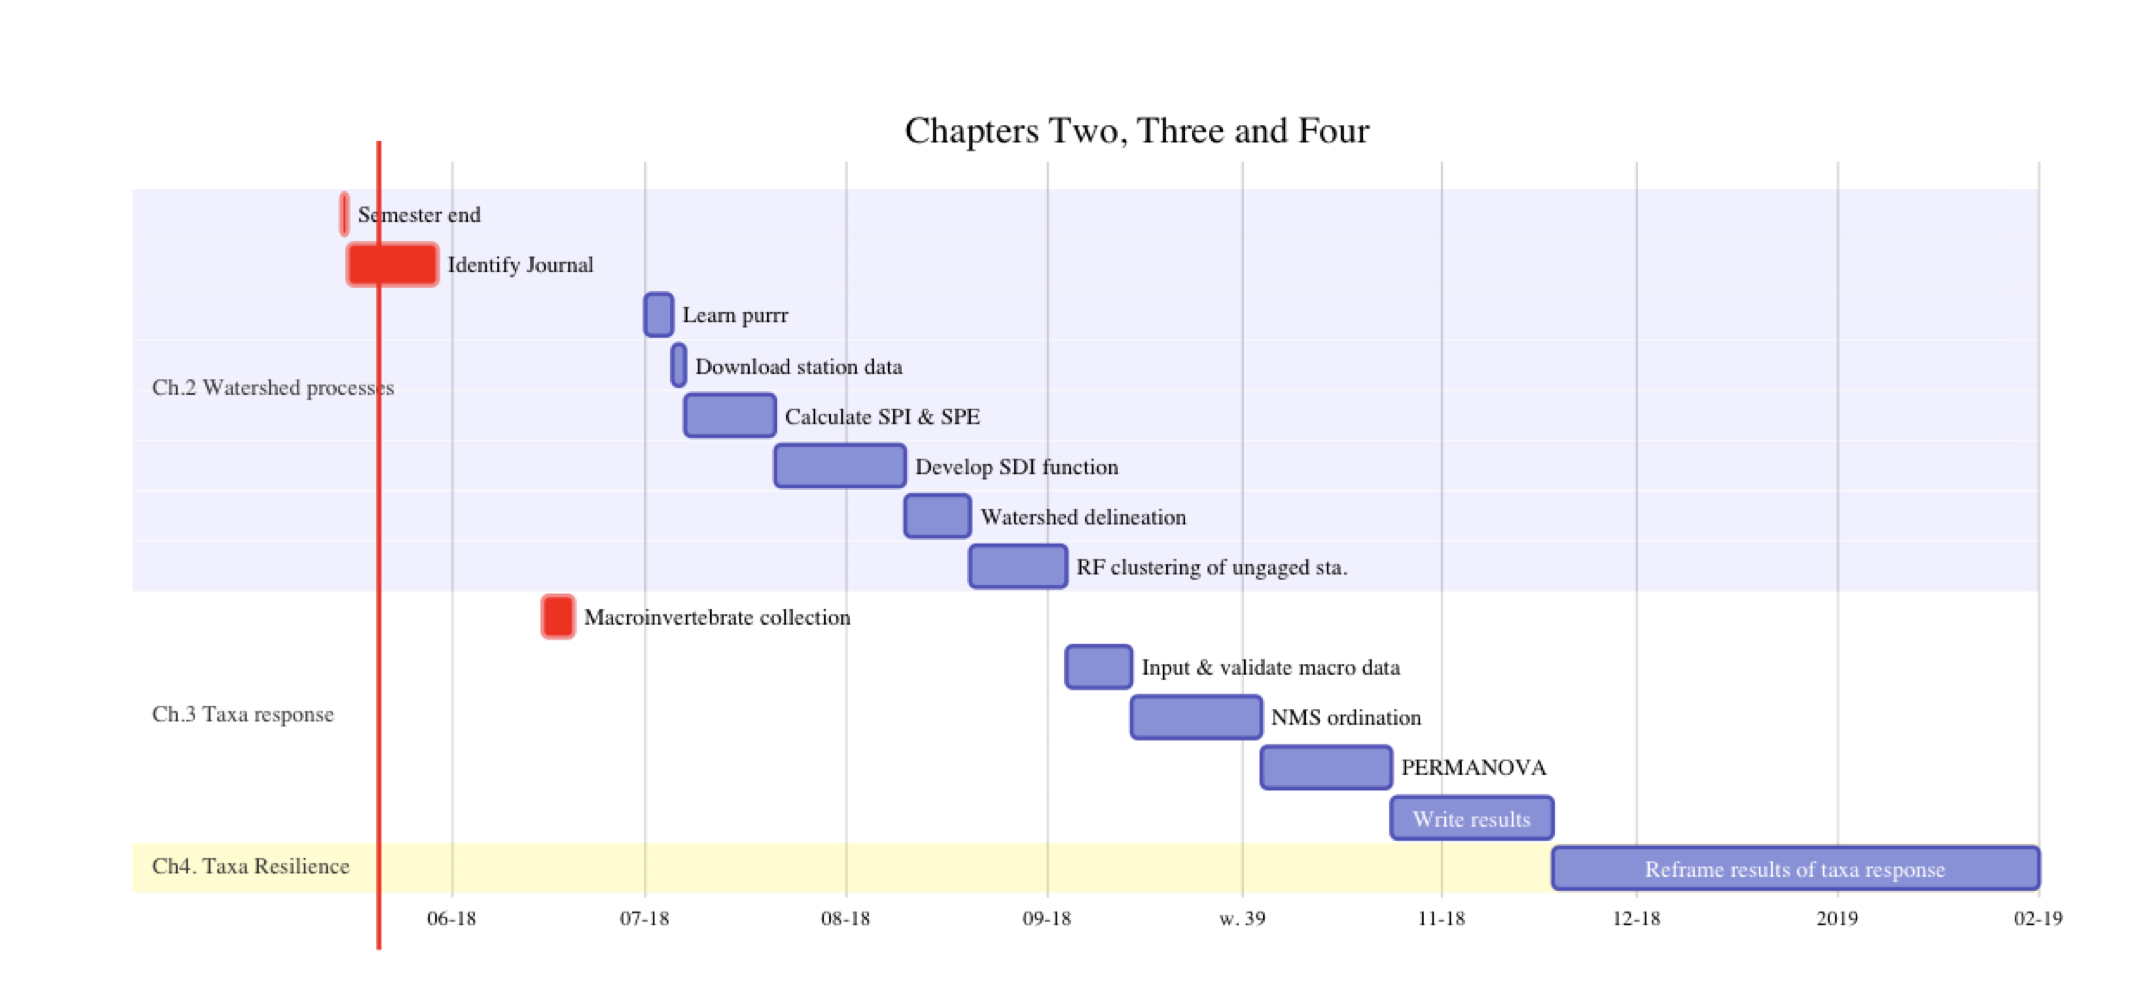 Chapters Two, Three and Four
Semester end
Identify Journal
Learn purrr
Download station data
Ch.2 Watershed processes
Calculate SPI & SPE
Develop SDI function
Watershed delineation
RF clustering of ungaged sta.
Macroinvertebrate collection
Input & validate macro data
Ch.3 Taxa response
NMS ordination
PERMANOVA
Write results
Ch4. Taxa Resilience
Reframe results of taxa response
06-18 07-18 08-18 09-18 w. 39 11-18 12-18 2019 02-19